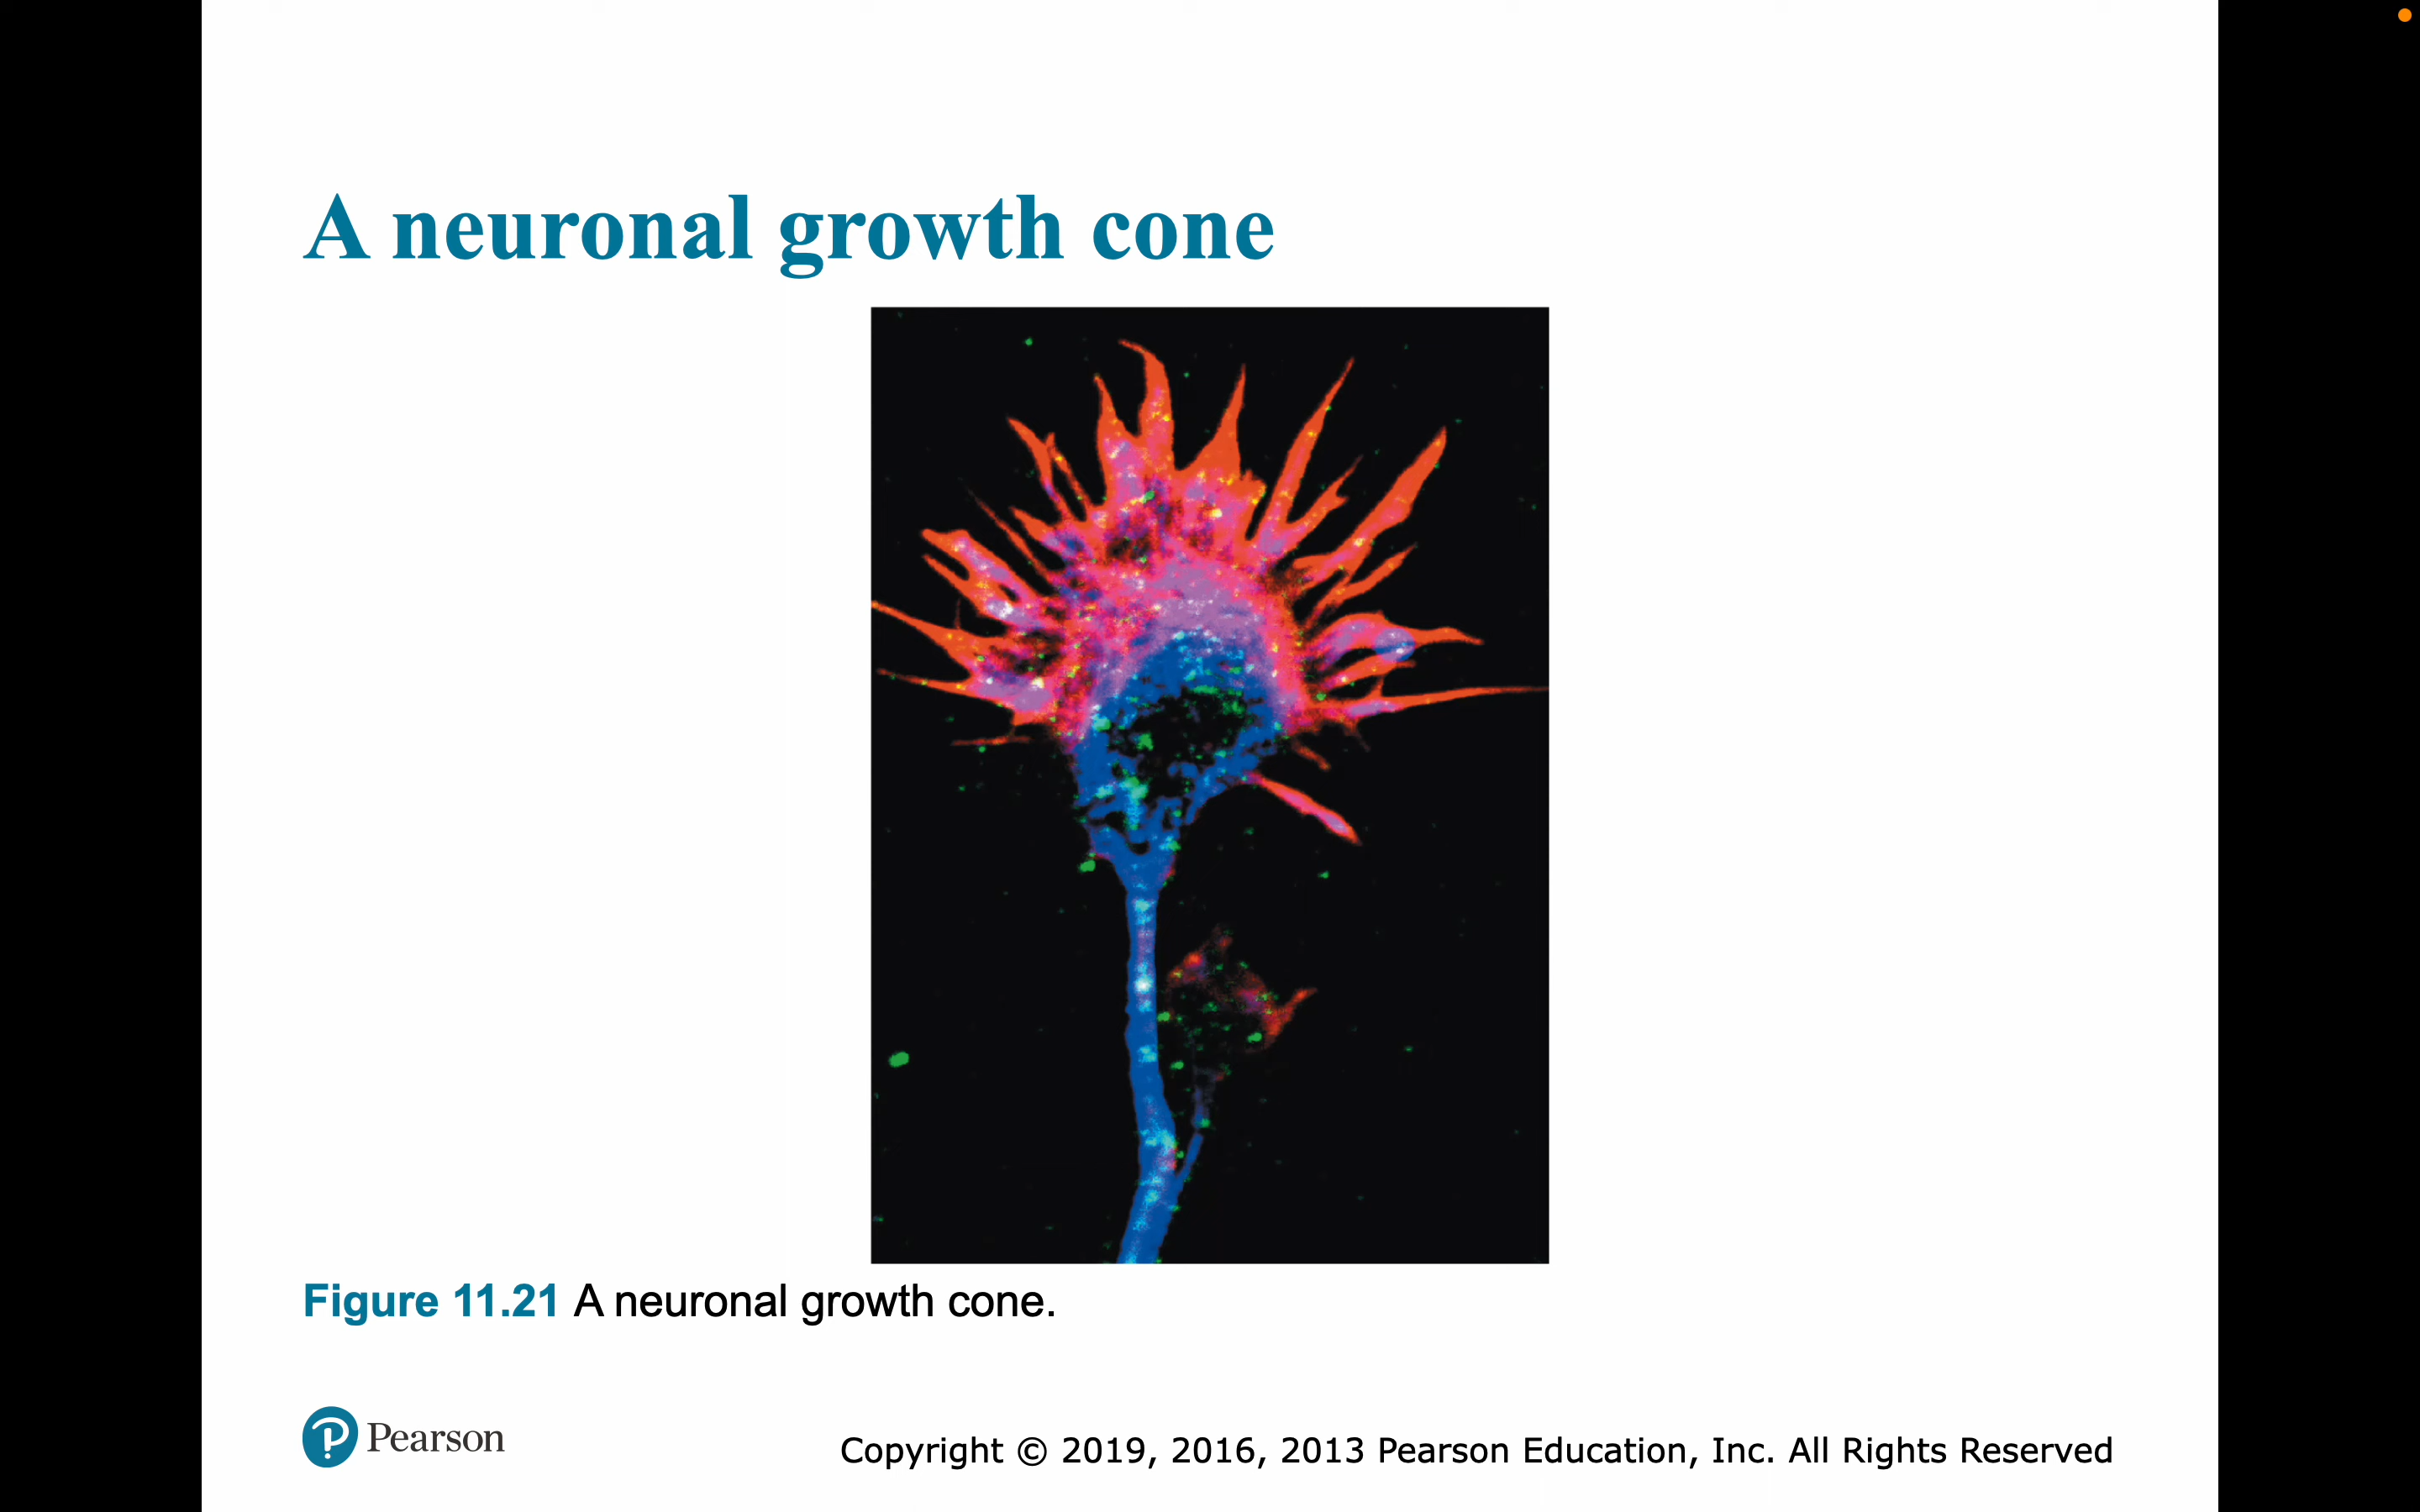 A neuronal growth cone
Figure 11.21 A neuronal growth cone.
Pearson
Copyright © 2019, 2016, 2013 Pearson Education, Inc. All Rights Reserved